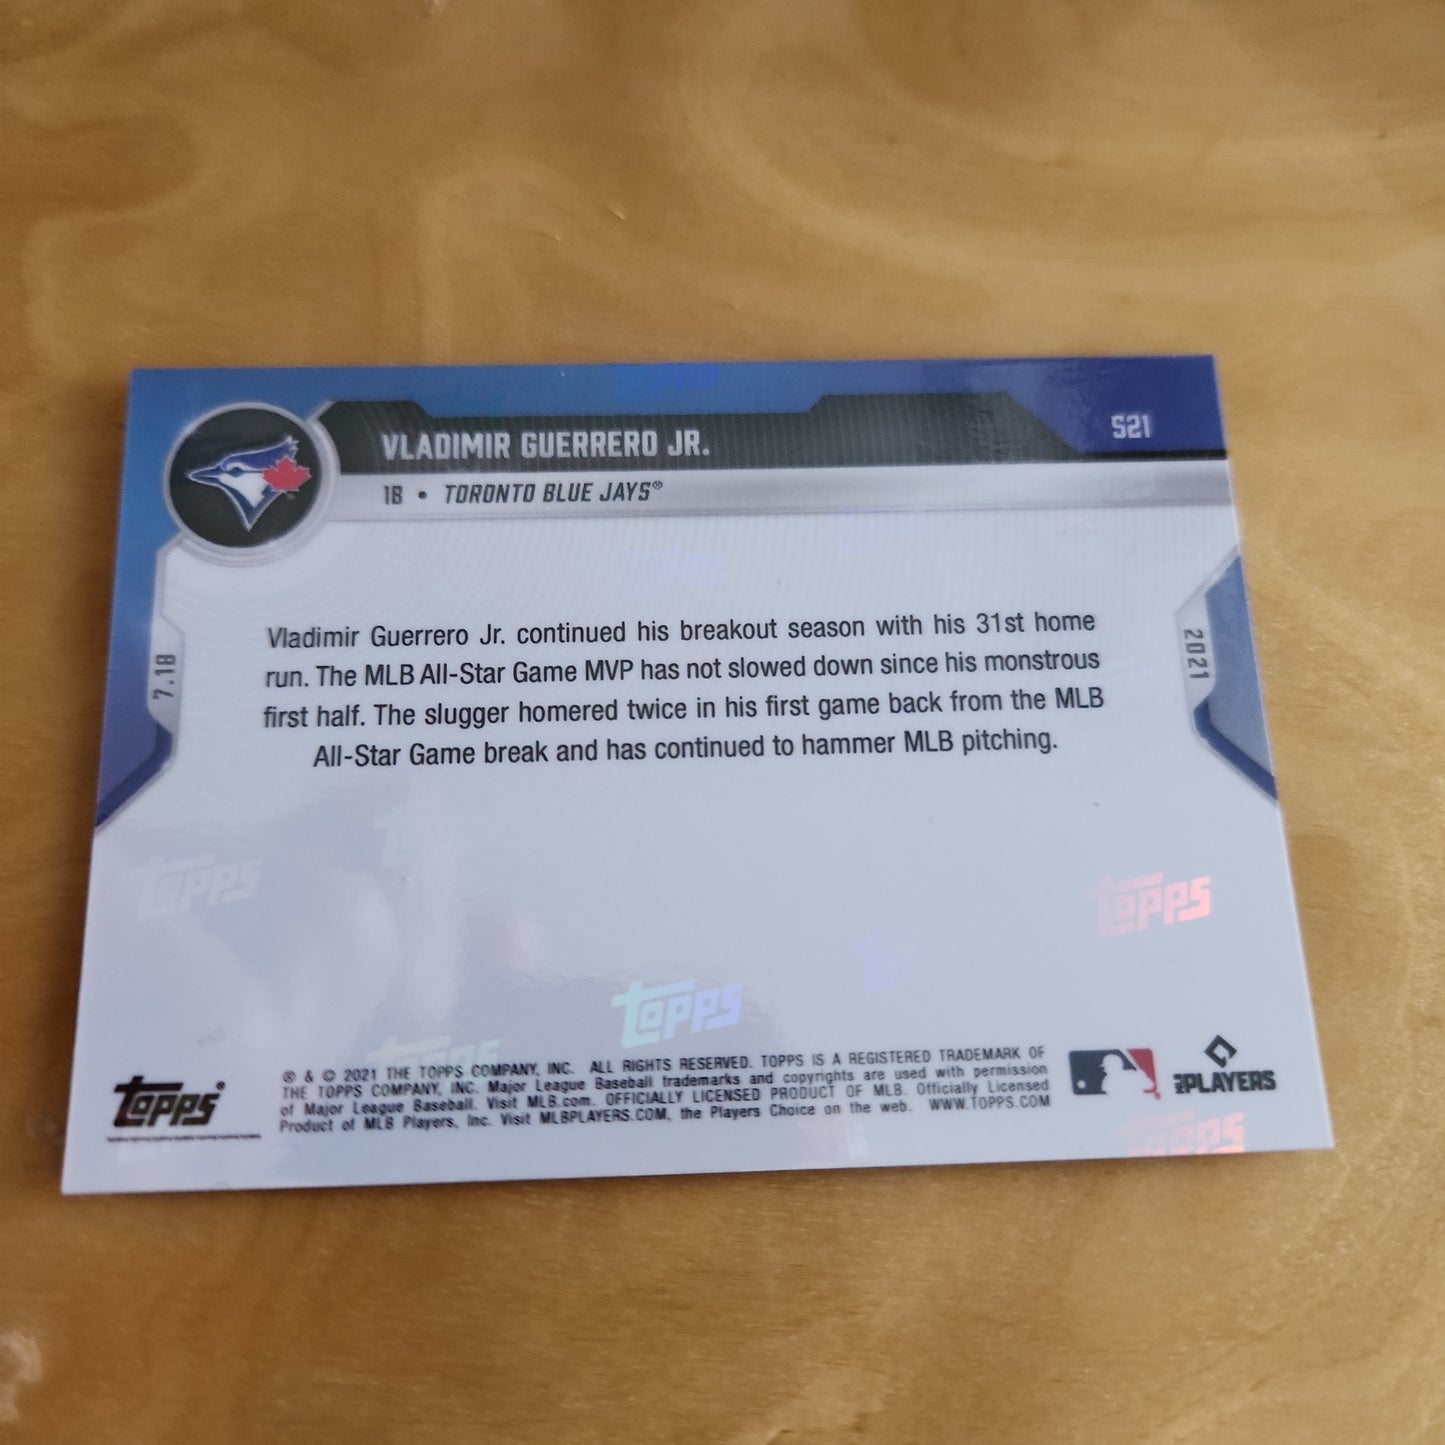 VLADIMIR GUERRERO JR.
521
1B • TORONTO BLUE JAYS®
7.18
2021
Vladimir Guerrero Jr. continued his breakout season with his 31st home
run. The MLB All-Star Game MVP has not slowed down since his monstrous
first half. The slugger homered twice in his first game back from the MLB
All-Star Game break and has continued to hammer MLB pitching.
topps
topps
topps
topps
topps
® & © 2021 THE TOPPS COMPANY, INC. ALL RIGHTS RESERVED. TOPPS IS A REGISTERED TRADEMARK OF
THE TOPPS COMPANY, INC. Major League Baseball trademarks and copyrights are used with permission
of Major League Baseball. Visit MLB.com. OFFICIALLY LICENSED PRODUCT OF MLB. Officially Licensed
Product of MLB Players, Inc. Visit MLBPLAYERS.COM, the Players Choice on the web. WWW.TOPPS.COM
topps®
PLAYERS